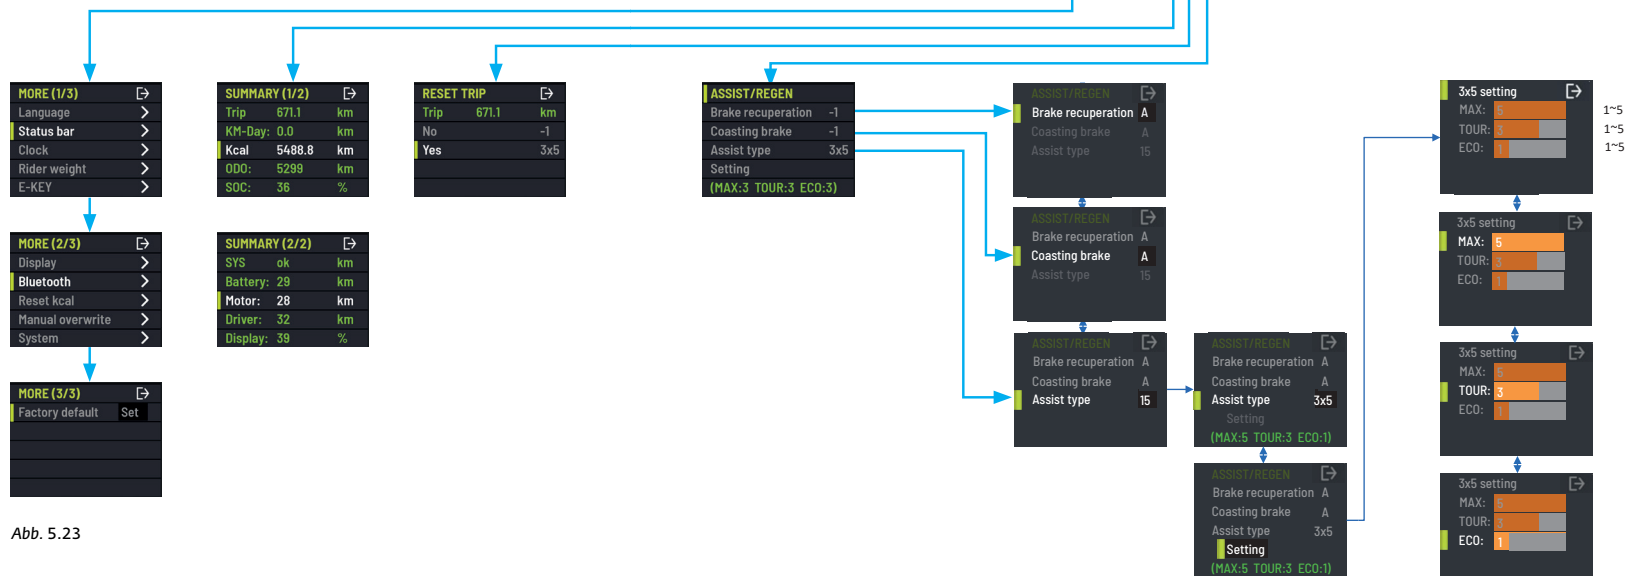 MORE (1/3)
Language
Status bar
Clock
Rider weight
E-KEY
MORE (2/3)
Display
Bluetooth
Reset kcal
Manual overwrite
System
MORE (3/3)
Factory default Set
Abb. 5.23
SUMMARY (1/2)
Trip 671.1 km
KM-Day: 0.0 km
Kcal 5488.8 km
ODO: 5299 km
SOC: 36 %
SUMMARY (2/2)
SYS ok km
Battery: 29 km
Motor: 28 km
Driver: 32 km
Display: 39 %
RESET TRIP
Trip 671.1 km
No -1
Yes 3x5
ASSIST/REGEN
Brake recuperation -1
Coasting brake -1
Assist type 3x5
Setting
(MAX:3 TOUR:3 ECO:3)
ASSIST/REGEN
Brake recuperation A
Coasting brake A
Assist type 15
ASSIST/REGEN
Brake recuperation A
Coasting brake A
Assist type 15
ASSIST/REGEN
Brake recuperation A
Coasting brake A
Assist type 15
ASSIST/REGEN
Brake recuperation A
Coasting brake A
Assist type 3x5
Setting
(MAX:5 TOUR:3 ECO:1)
ASSIST/REGEN
Brake recuperation A
Coasting brake A
Assist type 3x5
Setting
(MAX:5 TOUR:3 ECO:1)
3x5 setting
MAX: 5 1~5
TOUR: 3 1~5
ECO: 1 1~5
3x5 setting
MAX: 5
TOUR: 3
ECO: 1
3x5 setting
MAX: 5
TOUR: 3
ECO: 1
3x5 setting
MAX: 5
TOUR: 3
ECO: 1